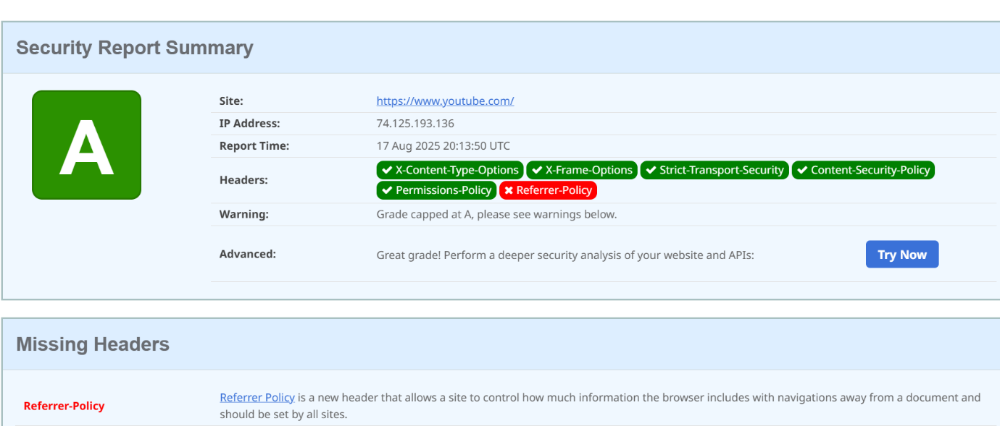 Security Report Summary
A
Site: https://www.youtube.com/
IP Address: 74.125.193.136
Report Time: 17 Aug 2025 20:13:50 UTC
Headers: ✔ X-Content-Type-Options ✔ X-Frame-Options ✔ Strict-Transport-Security ✔ Content-Security-Policy
✔ Permissions-Policy ✖ Referrer-Policy
Warning: Grade capped at A, please see warnings below.
Advanced: Great grade! Perform a deeper security analysis of your website and APIs: Try Now
Missing Headers
Referrer-Policy Referrer Policy is a new header that allows a site to control how much information the browser includes with navigations away from a document and
should be set by all sites.